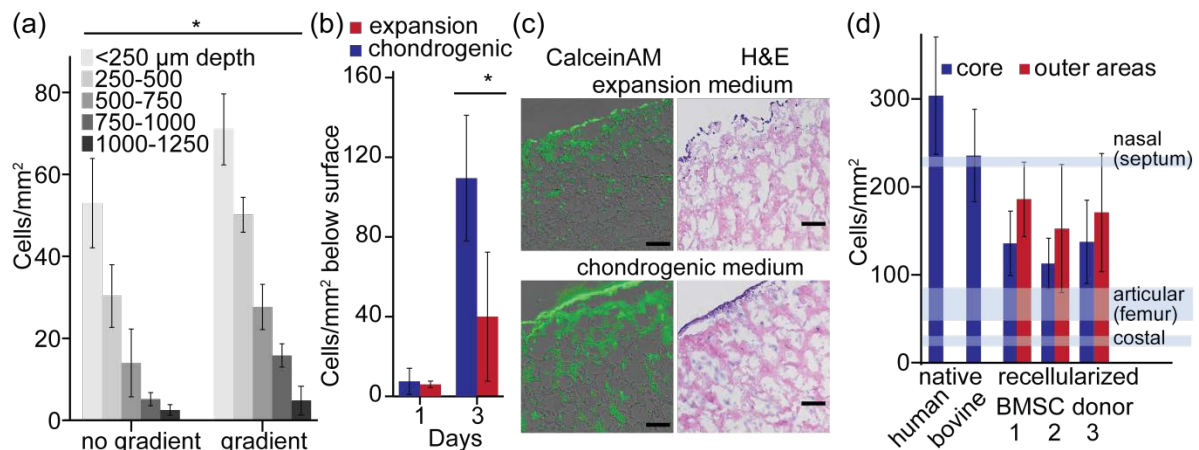 (a)
*
<250 µm depth
250-500
500-750
750-1000
1000-1250
80
60
40
20
0
Cells/mm²
no gradient
gradient
(b)
expansion
chondrogenic
160
120
80
40
0
*
Cells/mm² below surface
1
3
Days
(c)
CalceinAM
H&E
expansion medium
chondrogenic medium
(d)
core
outer areas
300
200
100
0
Cells/mm²
nasal
(septum)
articular
(femur)
costal
native
recellularized
human
bovine
BMSC donor
1
2
3